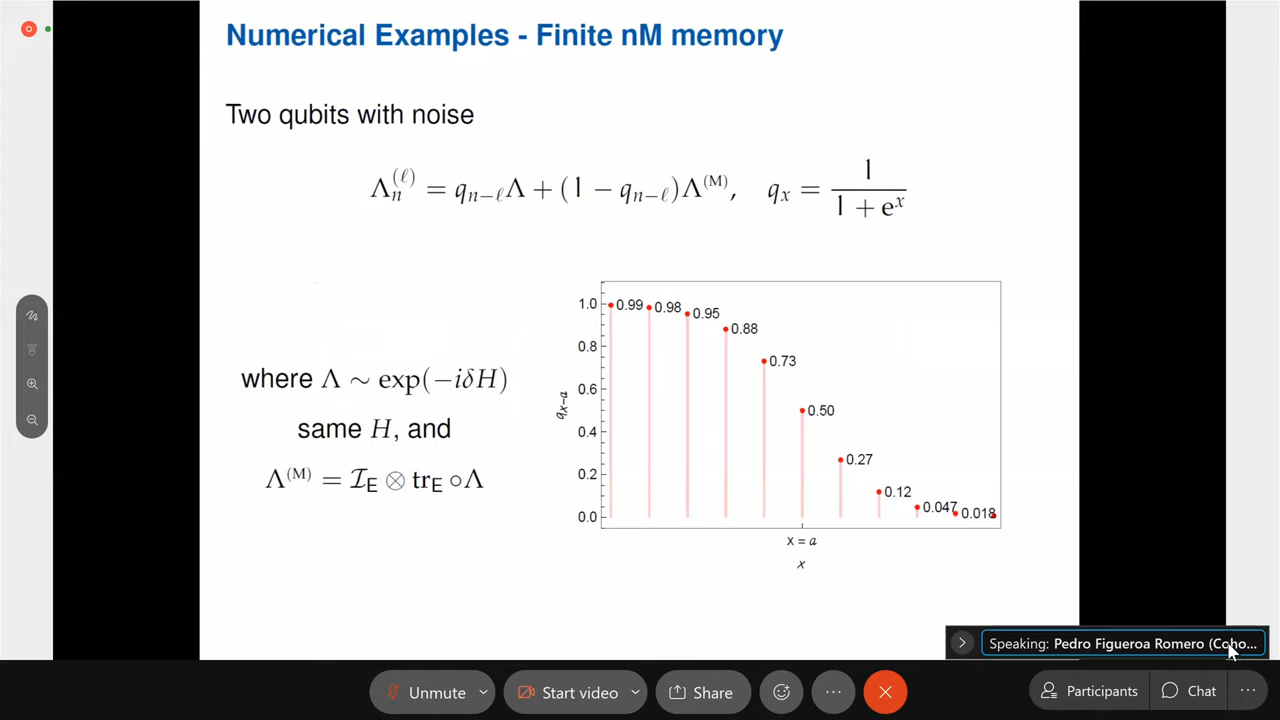 Numerical Examples - Finite nM memory
Two qubits with noise
Λₙ^(ℓ) = qₙ₋ℓΛ + (1 − qₙ₋ℓ)Λ^(M), qₓ = 1 / (1 + eˣ)
where Λ ∼ exp(−iδH)
same H, and
Λ^(M) = 𝓘_E ⊗ tr_E ∘Λ
1.0
0.8
0.6
0.4
0.2
0.0
qₓ₋ₐ
0.99
0.98
0.95
0.88
0.73
0.50
0.27
0.12
0.047
0.018
x = a
x
Speaking: Pedro Figueroa Romero (Coho...
Unmute
Start video
Share
Participants
Chat